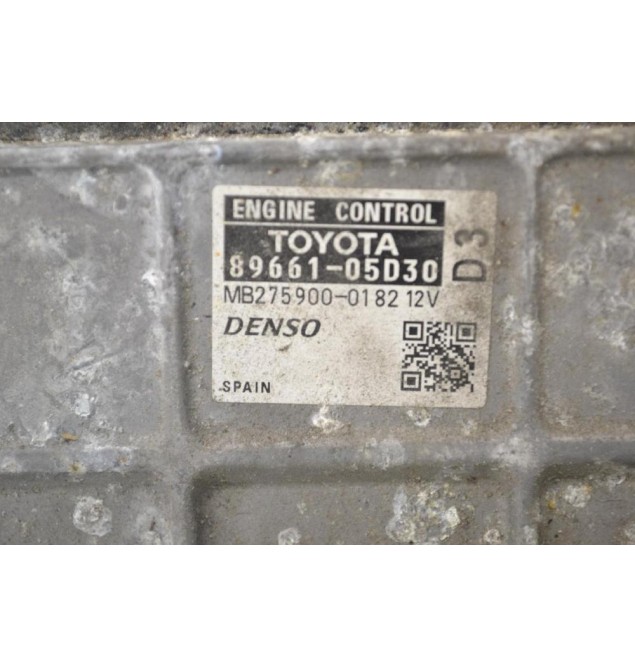 ENGINE CONTROL
TOYOTA
89661-05D30
D3
MB275900-0182 12V
DENSO
SPAIN